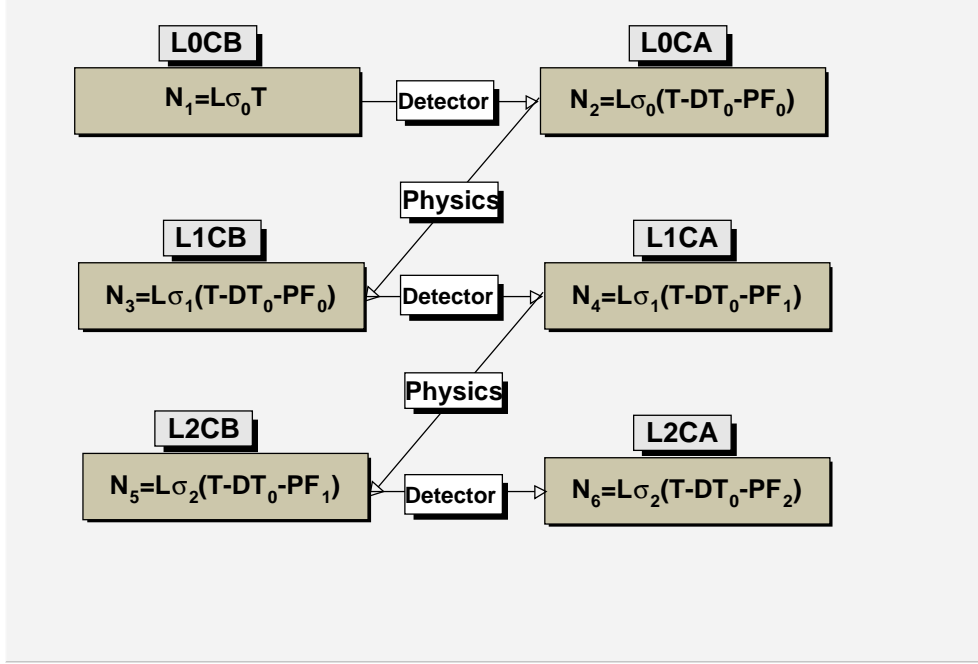 L0CB
L0CA
N₁=Lσ₀T
Detector
N₂=Lσ₀(T-DT₀-PF₀)
Physics
L1CB
L1CA
N₃=Lσ₁(T-DT₀-PF₀)
Detector
N₄=Lσ₁(T-DT₀-PF₁)
Physics
L2CB
L2CA
N₅=Lσ₂(T-DT₀-PF₁)
Detector
N₆=Lσ₂(T-DT₀-PF₂)